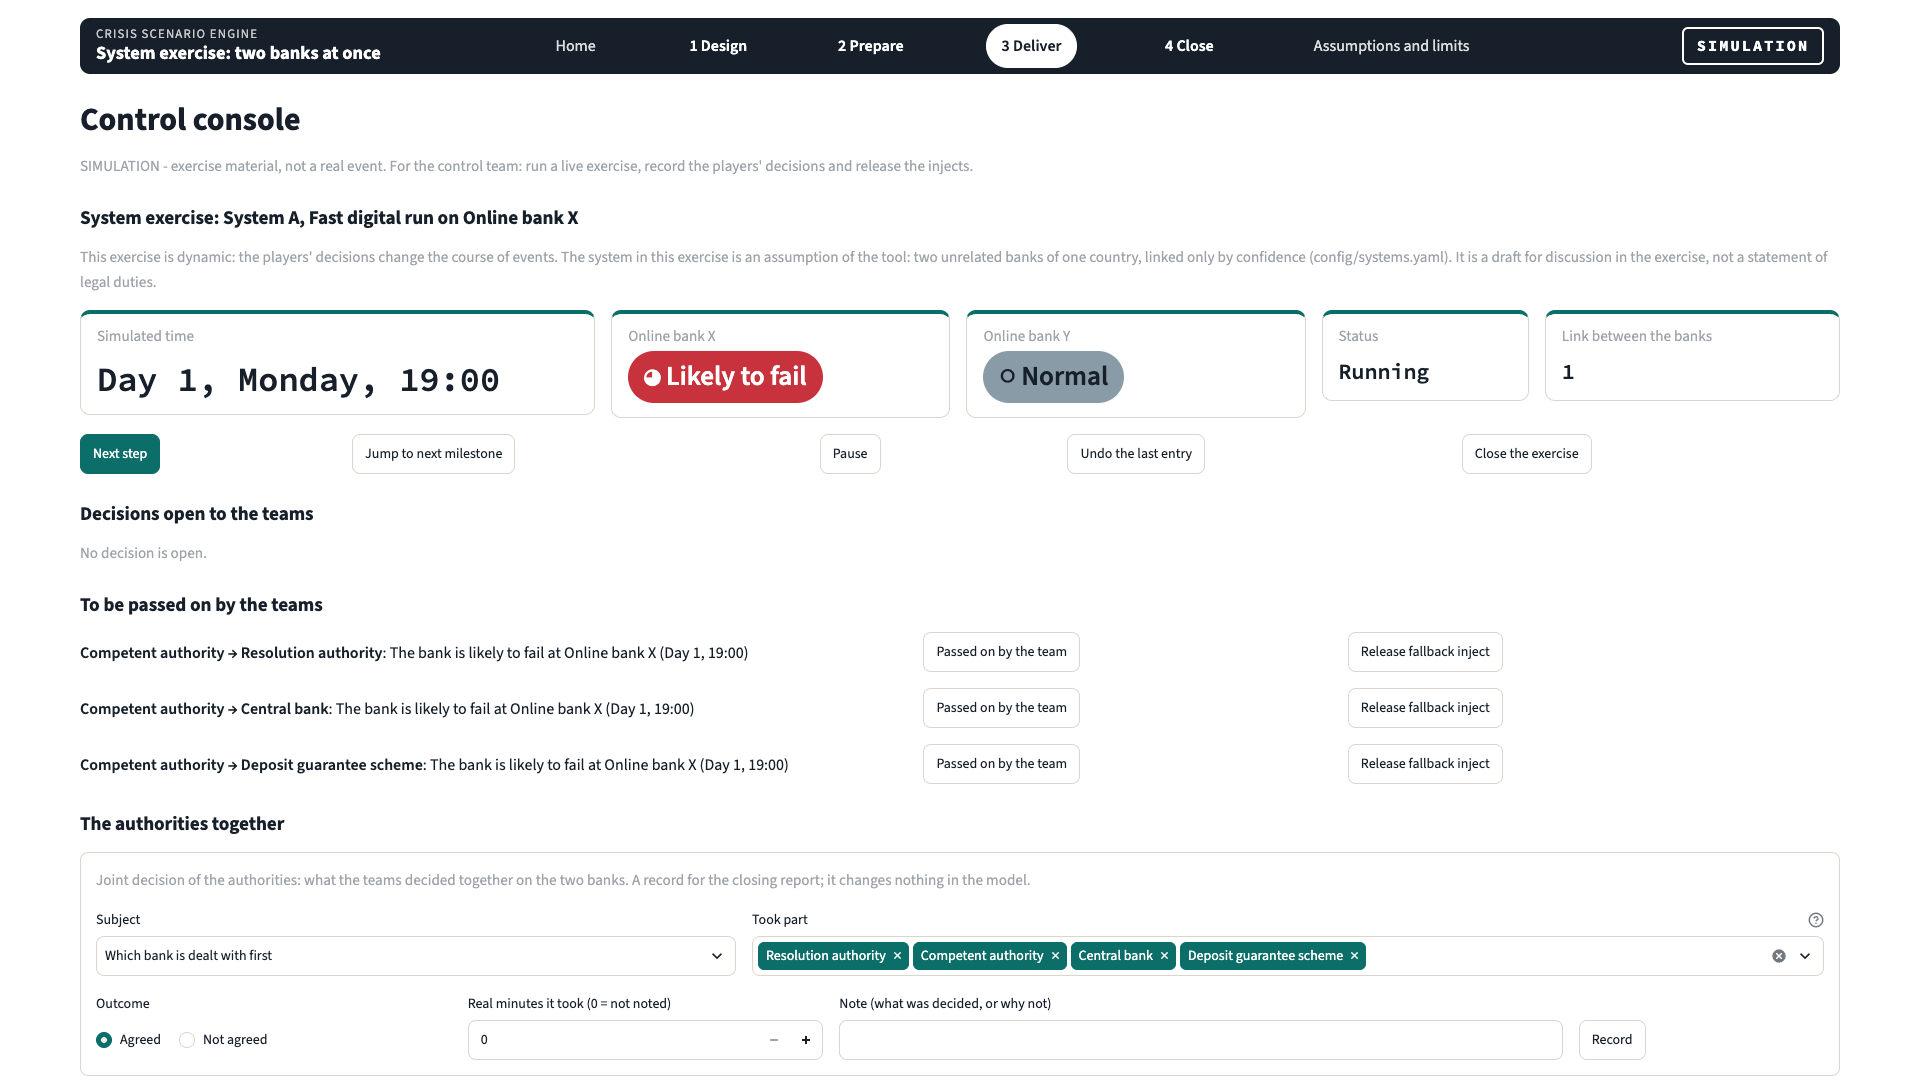 CRISIS SCENARIO ENGINE
System exercise: two banks at once
Home
1 Design
2 Prepare
3 Deliver
4 Close
Assumptions and limits
SIMULATION
Control console
SIMULATION - exercise material, not a real event. For the control team: run a live exercise, record the players' decisions and release the injects.
System exercise: System A, Fast digital run on Online bank X
This exercise is dynamic: the players' decisions change the course of events. The system in this exercise is an assumption of the tool: two unrelated banks of one country, linked only by confidence (config/systems.yaml). It is a draft for discussion in the exercise, not a statement of
legal duties.
Simulated time
Day 1, Monday, 19:00
Online bank X
Likely to fail
Online bank Y
Normal
Status
Running
Link between the banks
1
Next step
Jump to next milestone
Pause
Undo the last entry
Close the exercise
Decisions open to the teams
No decision is open.
To be passed on by the teams
Competent authority → Resolution authority: The bank is likely to fail at Online bank X (Day 1, 19:00)
Passed on by the team
Release fallback inject
Competent authority → Central bank: The bank is likely to fail at Online bank X (Day 1, 19:00)
Passed on by the team
Release fallback inject
Competent authority → Deposit guarantee scheme: The bank is likely to fail at Online bank X (Day 1, 19:00)
Passed on by the team
Release fallback inject
The authorities together
Joint decision of the authorities: what the teams decided together on the two banks. A record for the closing report; it changes nothing in the model.
Subject
Which bank is dealt with first
Took part
Resolution authority ×
Competent authority ×
Central bank ×
Deposit guarantee scheme ×
Outcome
Agreed
Not agreed
Real minutes it took (0 = not noted)
0
Note (what was decided, or why not)
Record